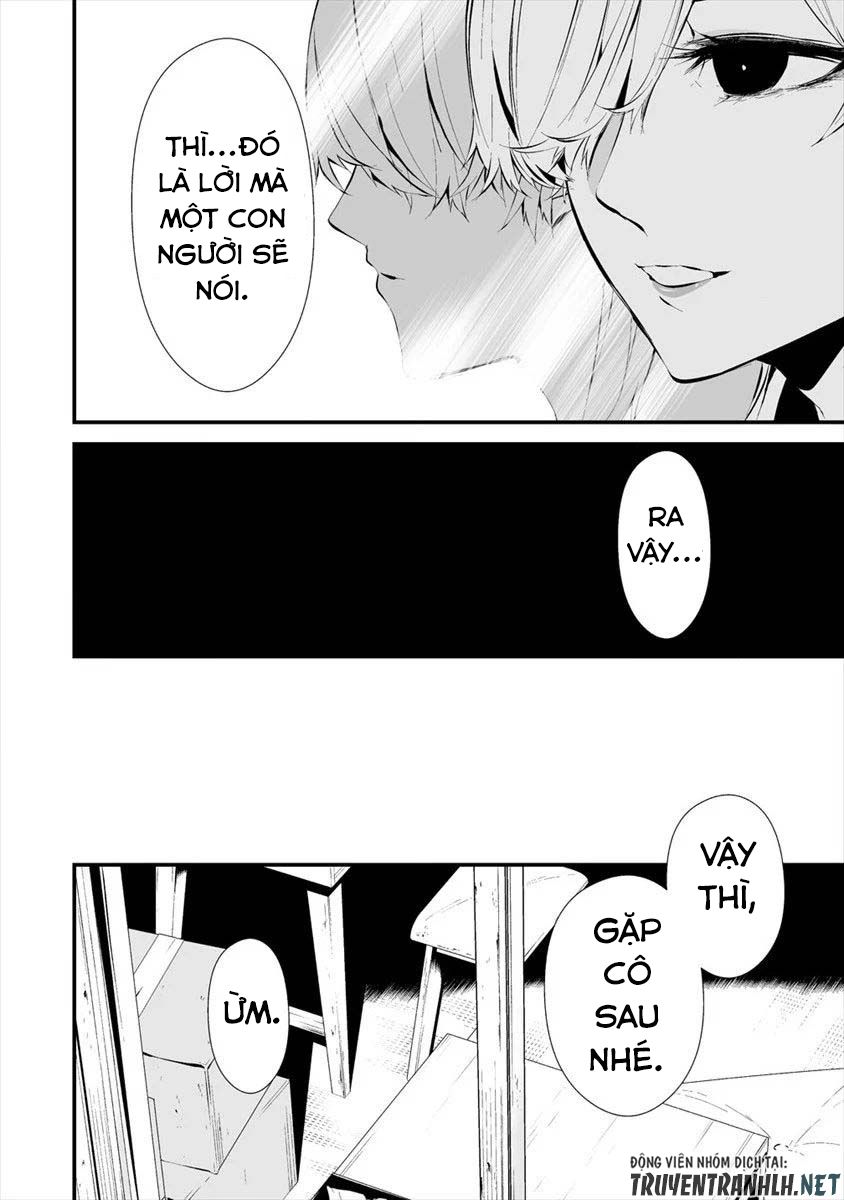 THÌ...ĐÓ
LÀ LỜI MÀ
MỘT CON
NGƯỜI SẼ
NÓI.
RA
VẬY...
VẬY
THÌ,
GẶP
CÔ
SAU
NHÉ.
ỪM.
ĐỘNG VIÊN NHÓM DỊCH TẠI:
TRUYENTRANHLH.NET